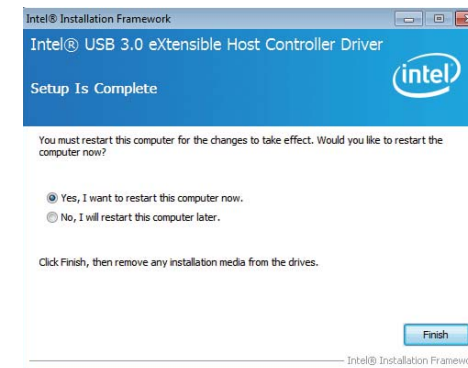 Intel® Installation Framework
Intel® USB 3.0 eXtensible Host Controller Driver
intel
Setup Is Complete
You must restart this computer for the changes to take effect. Would you like to restart the
computer now?
Yes, I want to restart this computer now.
No, I will restart this computer later.
Click Finish, then remove any installation media from the drives.
Finish
Intel® Installation